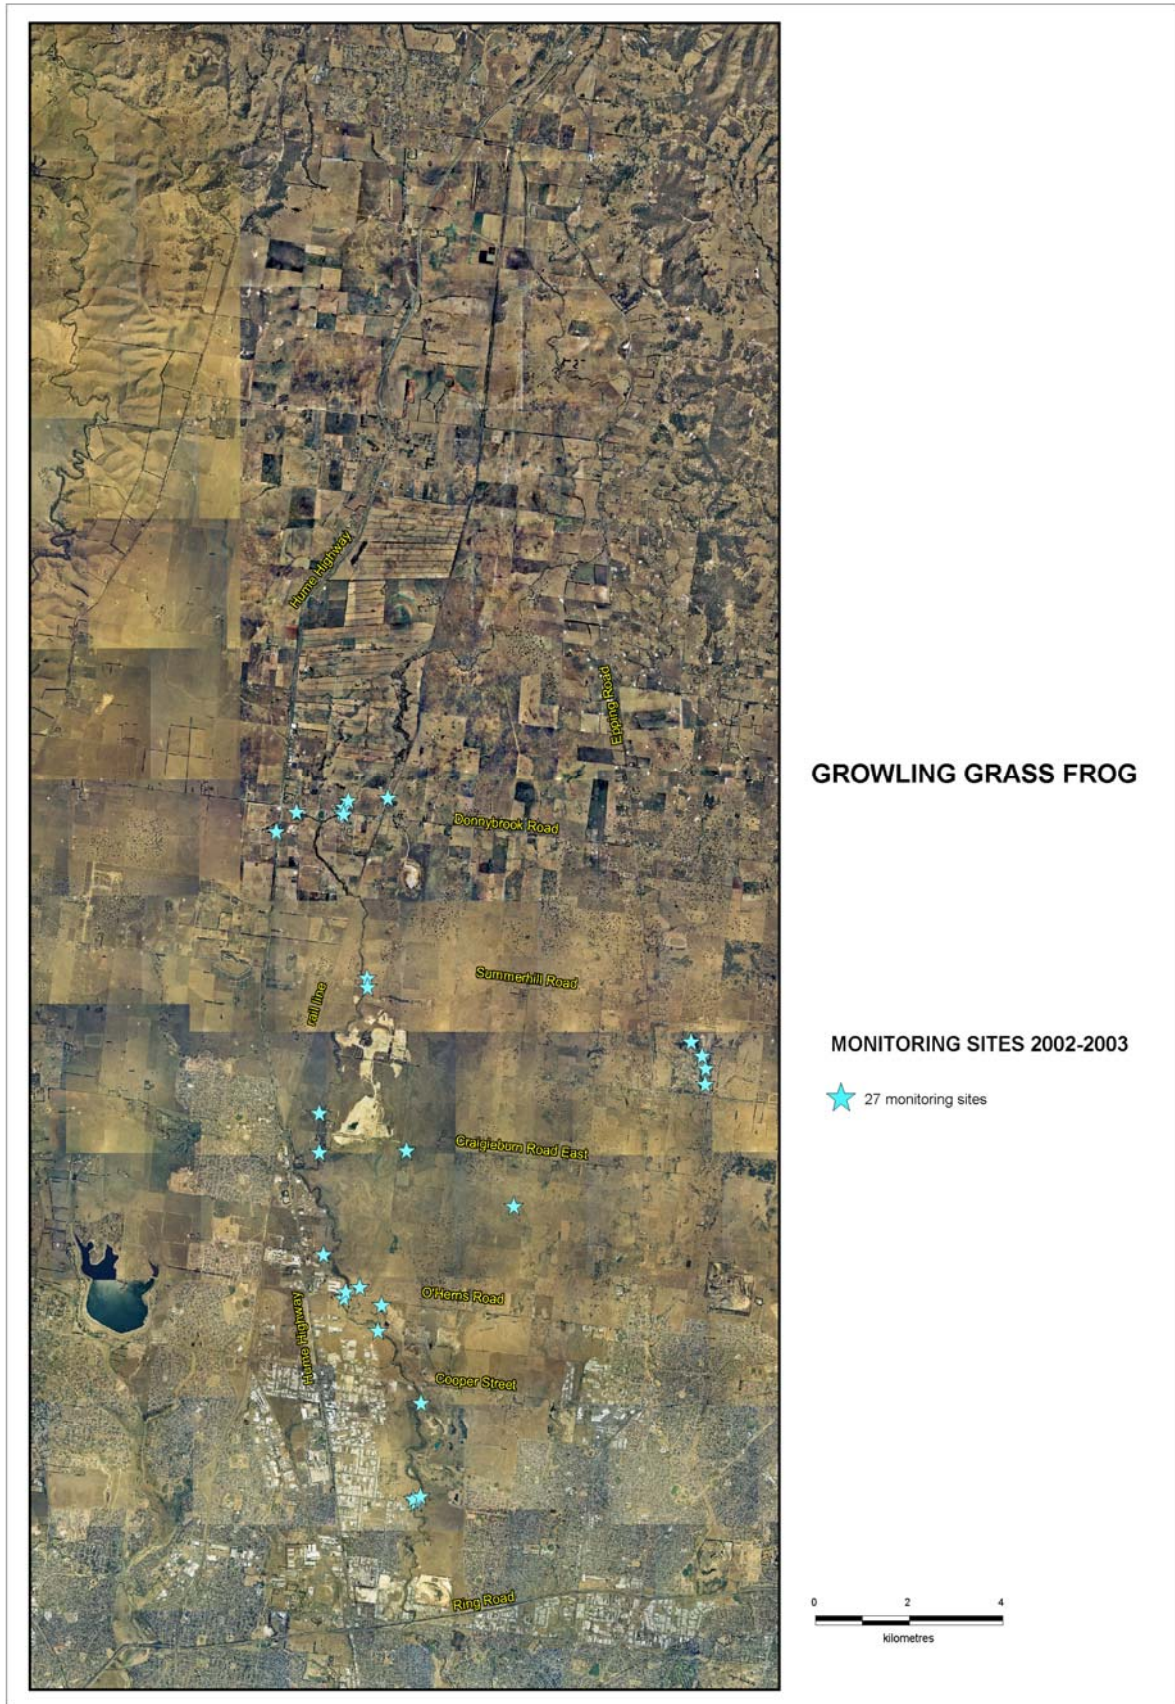 Hume Highway
Epping Road
GROWLING GRASS FROG
Donnybrook Road
Summerhill Road
rail line
MONITORING SITES 2002-2003
27 monitoring sites
Craigieburn Road East
O'Herns Road
Hume Highway
Cooper Street
Ring Road
0 2 4
kilometres